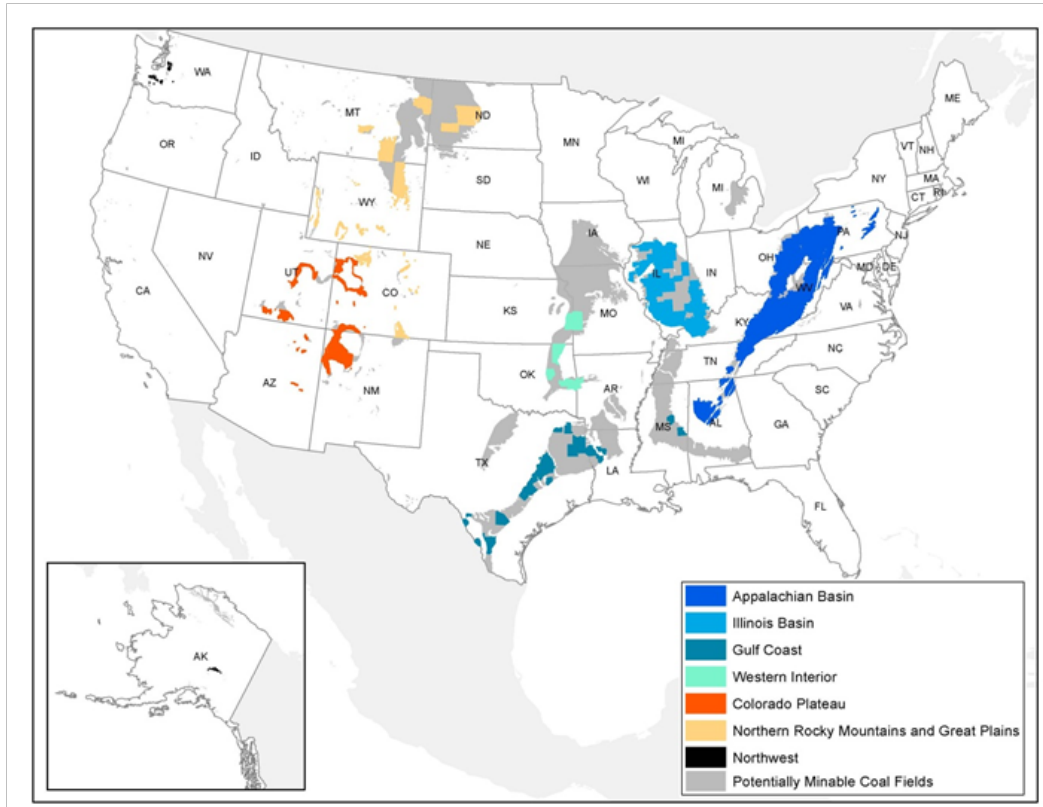 WA
MT
ND
ME
OR
ID
MN
MI
VT
NH
SD
WI
MI
NY
MA
CT
RI
WY
IA
PA
NJ
NE
OH
MD
DE
NV
UT
CO
IL
IN
WV
CA
KS
MO
KY
VA
AZ
NM
OK
AR
TN
NC
SC
MS
AL
GA
TX
LA
FL
AK
Appalachian Basin
Illinois Basin
Gulf Coast
Western Interior
Colorado Plateau
Northern Rocky Mountains and Great Plains
Northwest
Potentially Minable Coal Fields